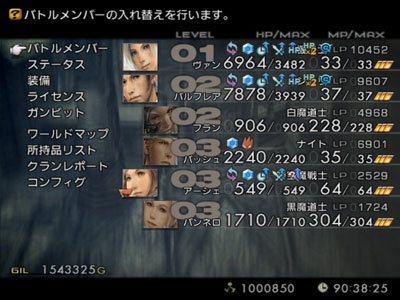 バトルメンバーの入れ替えを行います。
LEVEL HP/MAX MP/MAX
バトルメンバー
ステータス
装備
ライセンス
ガンビット
ワールドマップ
所持品リスト
クランレポート
コンフィグ
01 LP 10452
ヴァン 6964/3482 33/33
02 LP 9607
バルフレア 7878/3939 37/37
02 白魔道士 LP 4968
フラン 906/906 228/228
03 ナイト LP 6901
バッシュ 2240/2240 35/35
03 魔戦士 LP 2529
アーシェ 549/549 64/64
03 黒魔道士 LP 1724
パンネロ 1710/1710 304/304
GIL 1543325G
1000850
90:38:25